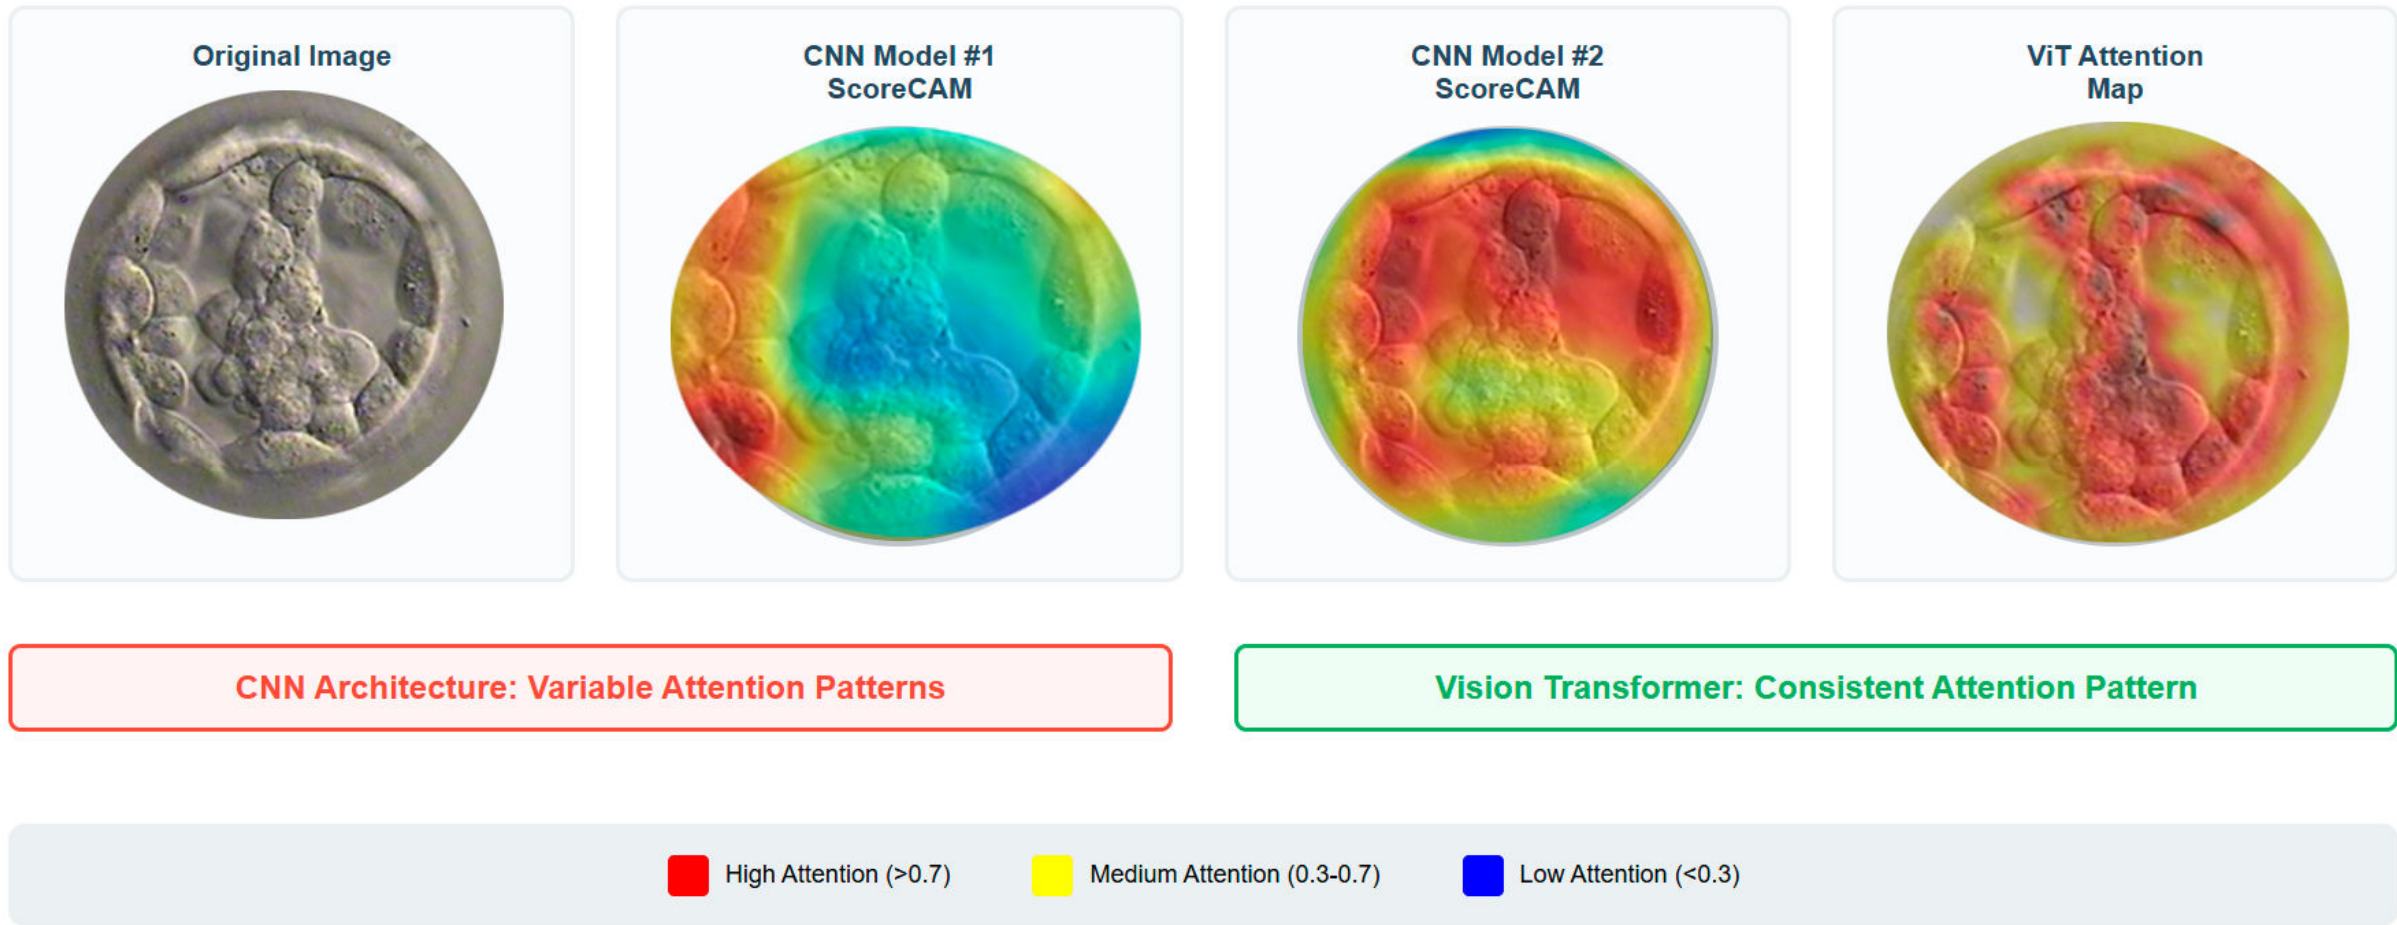 Original Image
CNN Model #1
ScoreCAM
CNN Model #2
ScoreCAM
ViT Attention
Map
CNN Architecture: Variable Attention Patterns
Vision Transformer: Consistent Attention Pattern
High Attention (>0.7)
Medium Attention (0.3-0.7)
Low Attention (<0.3)